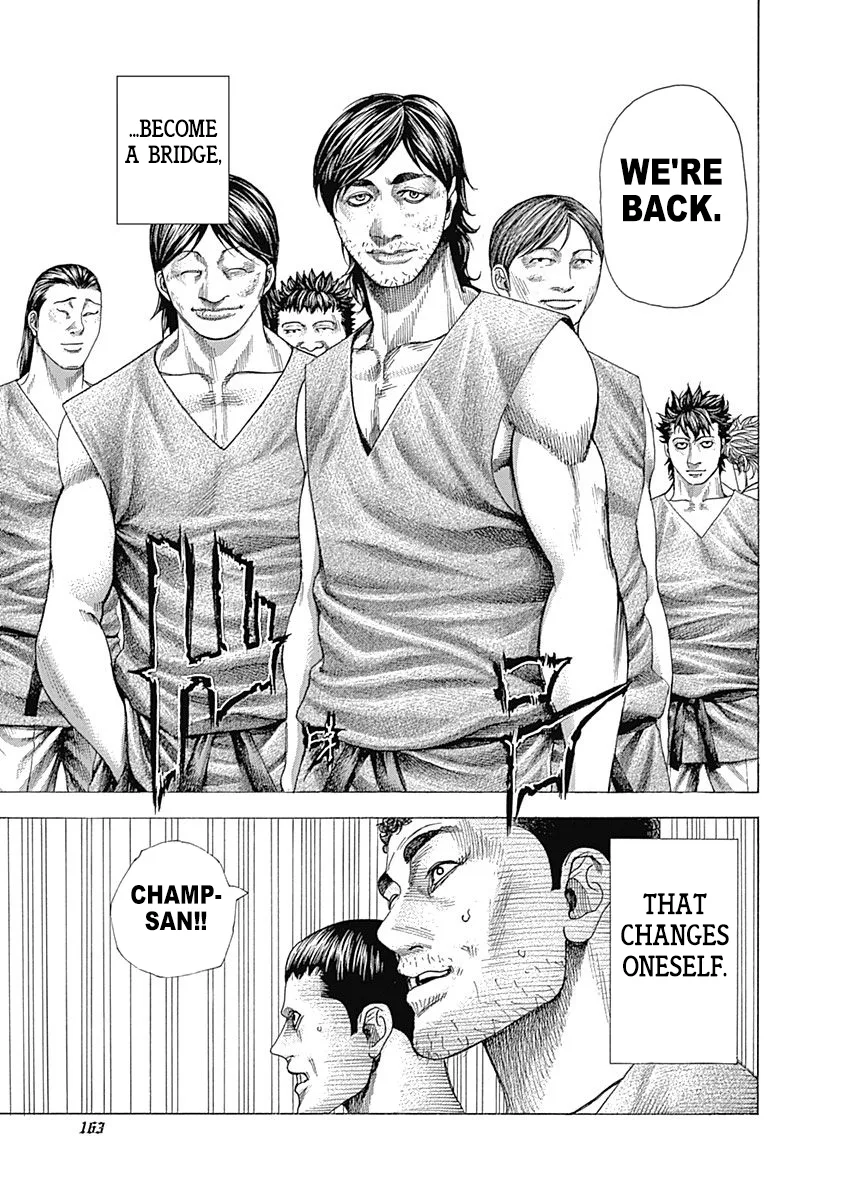 WE'RE
BACK.
...BECOME
A BRIDGE,
THAT
CHANGES
ONESELF.
CHAMP-
SAN!!
163